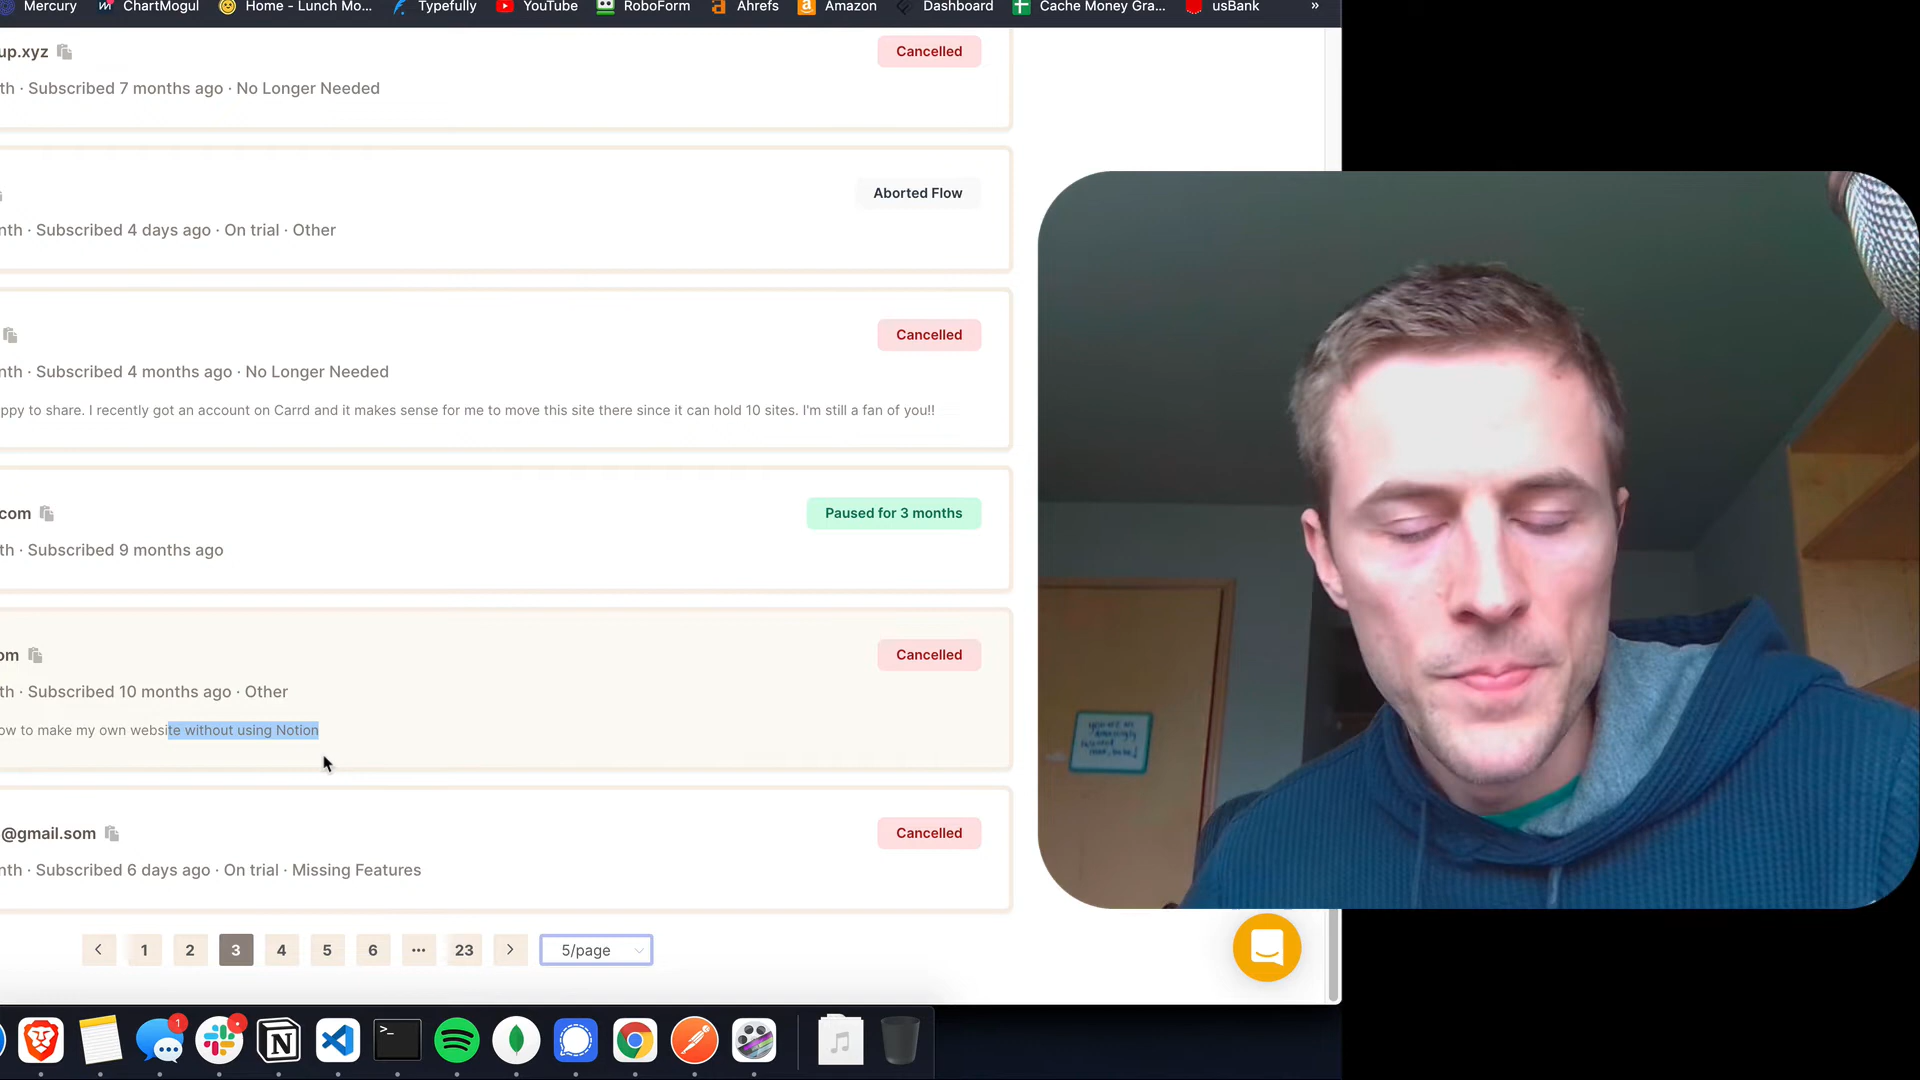 Mercury ChartMogul Home - Lunch Mo... Typefully YouTube RoboForm Ahrefs Amazon Dashboard Cache Money Gra... usBank »
up.xyz Cancelled
th · Subscribed 7 months ago · No Longer Needed
Aborted Flow
nth · Subscribed 4 days ago · On trial · Other
Cancelled
nth · Subscribed 4 months ago · No Longer Needed
ppy to share. I recently got an account on Carrd and it makes sense for me to move this site there since it can hold 10 sites. I'm still a fan of you!!
com Paused for 3 months
th · Subscribed 9 months ago
om Cancelled
th · Subscribed 10 months ago · Other
ow to make my own website without using Notion
@gmail.som Cancelled
nth · Subscribed 6 days ago · On trial · Missing Features
1 2 3 4 5 6 ··· 23 5/page
1